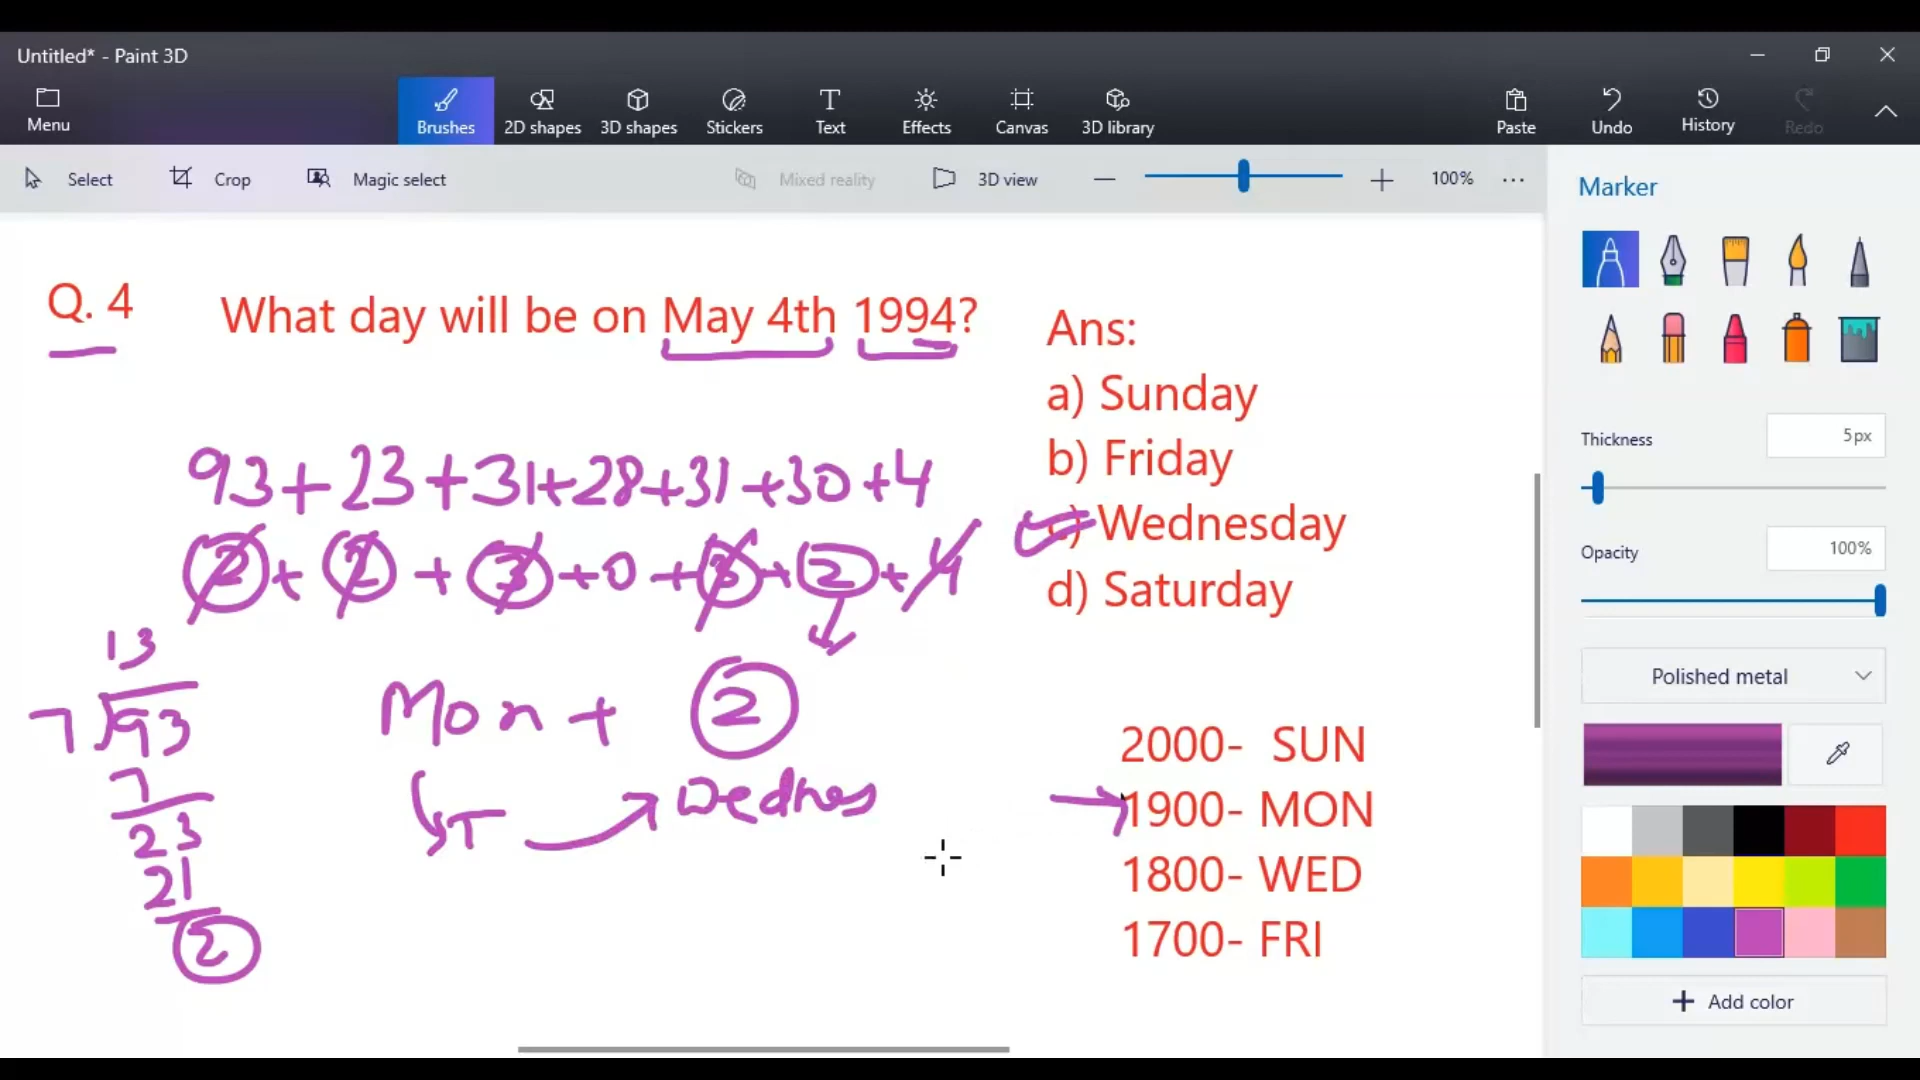 Untitled* - Paint 3D
Menu
Brushes
2D shapes
3D shapes
Stickers
Text
Effects
Canvas
3D library
Paste
Undo
History
Redo
Select
Crop
Magic select
Mixed reality
3D view
100%
Marker
Thickness
5px
Opacity
100%
Polished metal
Add color
Q. 4
What day will be on May 4th 1994?
Ans:
a) Sunday
b) Friday
c) Wednesday
d) Saturday
93+23+31+28+31+30+4
2 + 2 + 3 +0 +3+2+4
13
7 93
7
23
21
2
Mon + 2
T Wednes
2000- SUN
1900- MON
1800- WED
1700- FRI